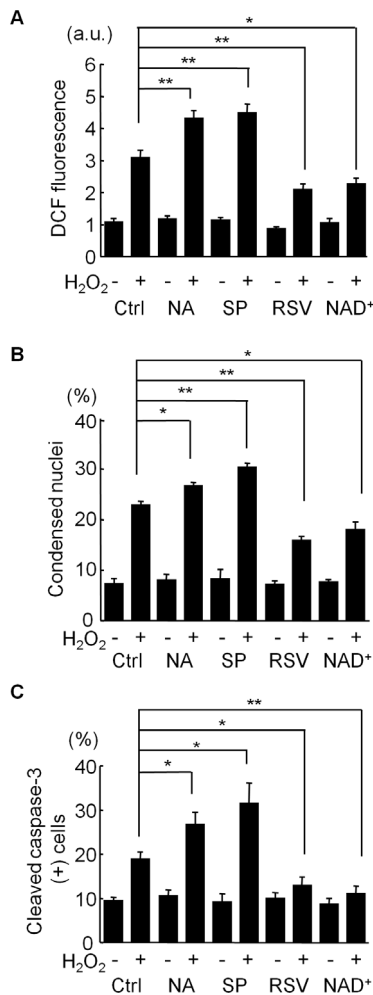 A
(a.u.)
*
**
**
**
DCF fluorescence
6
5
4
3
2
1
0
H₂O₂ - + - + - + - + - +
Ctrl NA SP RSV NAD⁺
B
(%)
*
**
**
*
Condensed nuclei
40
30
20
10
0
H₂O₂ - + - + - + - + - +
Ctrl NA SP RSV NAD⁺
C
(%)
**
*
*
*
Cleaved caspase-3
(+) cells
40
30
20
10
0
H₂O₂ - + - + - + - + - +
Ctrl NA SP RSV NAD⁺